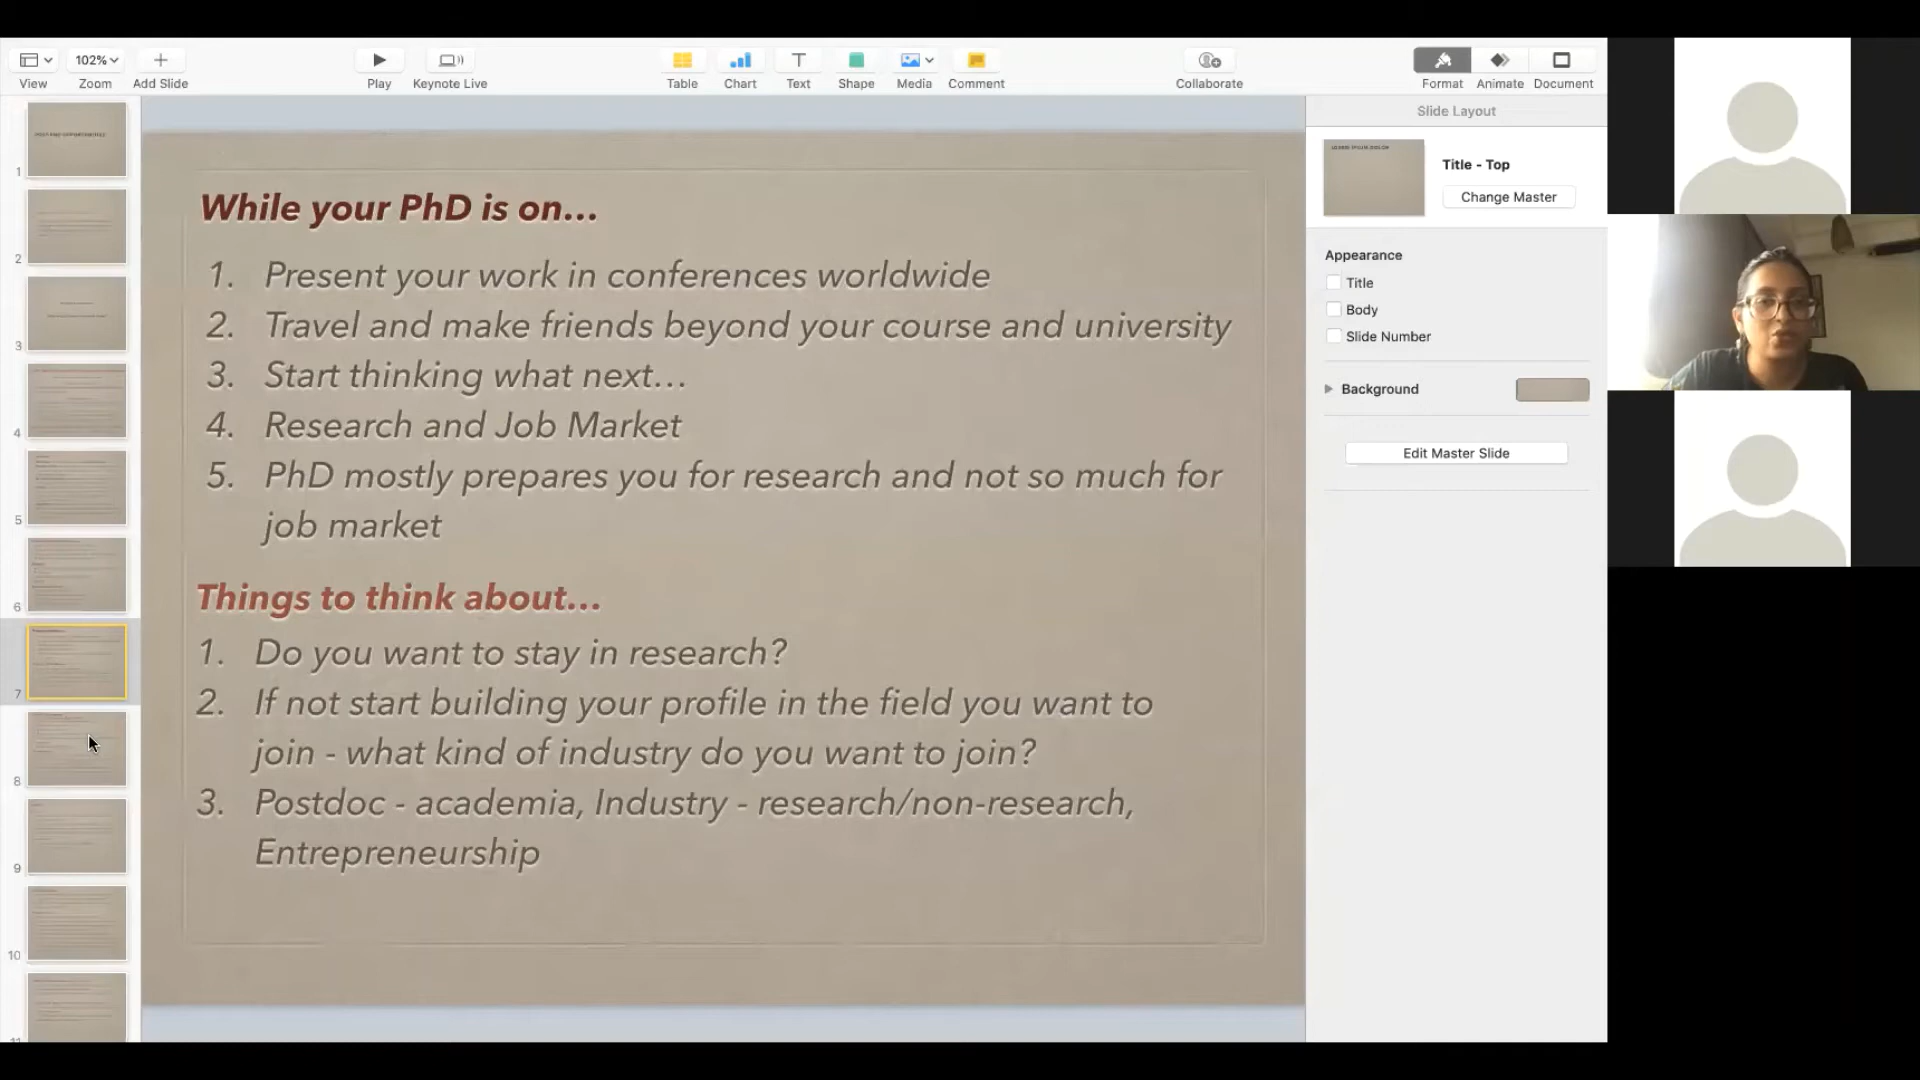 View
102%
Zoom
Add Slide
Play
Keynote Live
Table
Chart
Text
Shape
Media
Comment
Collaborate
Format
Animate
Document
Slide Layout
Title - Top
Change Master
Appearance
Title
Body
Slide Number
Background
Edit Master Slide
1
2
3
4
5
6
7
8
9
10
While your PhD is on...
1. Present your work in conferences worldwide
2. Travel and make friends beyond your course and university
3. Start thinking what next...
4. Research and Job Market
5. PhD mostly prepares you for research and not so much for
job market
Things to think about...
1. Do you want to stay in research?
2. If not start building your profile in the field you want to
join - what kind of industry do you want to join?
3. Postdoc - academia, Industry - research/non-research,
Entrepreneurship